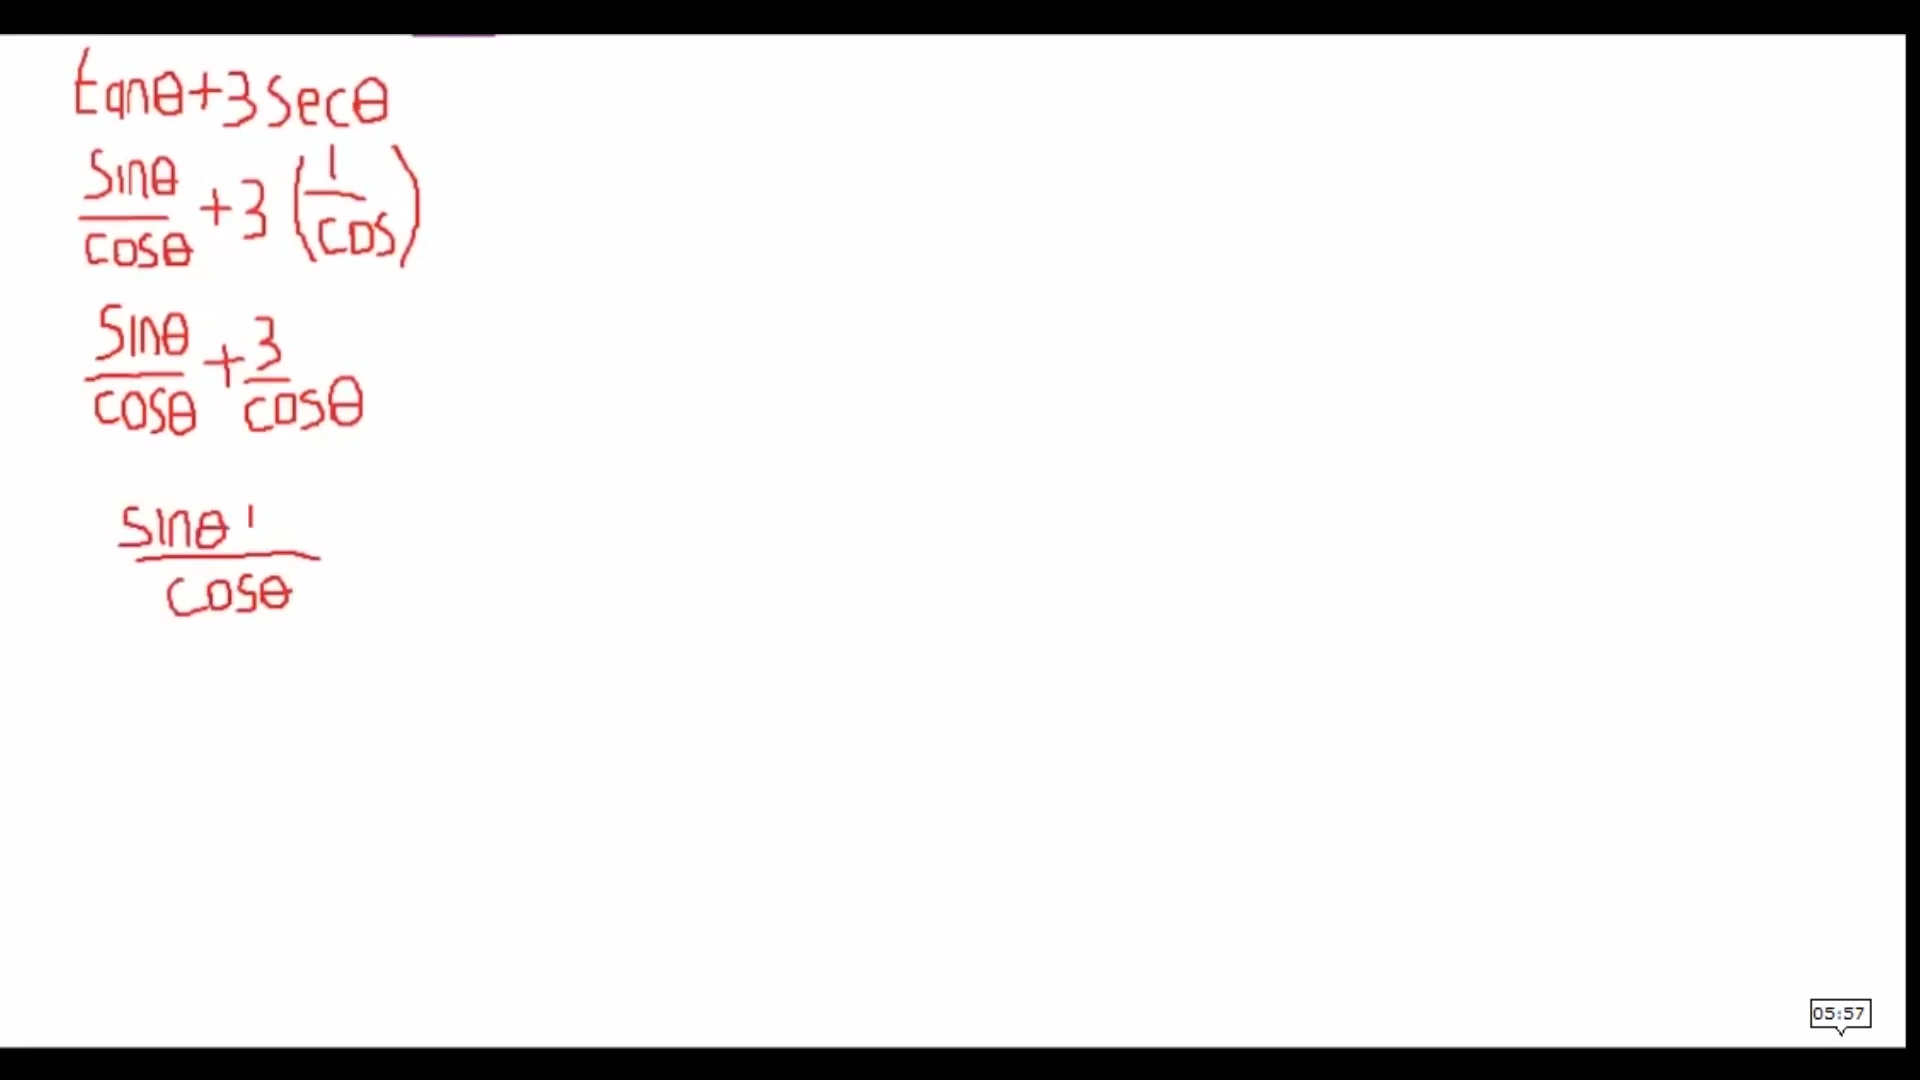 tanθ+3secθ
sinθ/cosθ +3 (1/cos)
sinθ/cosθ + 3/cosθ
sinθ '/cosθ
05:57